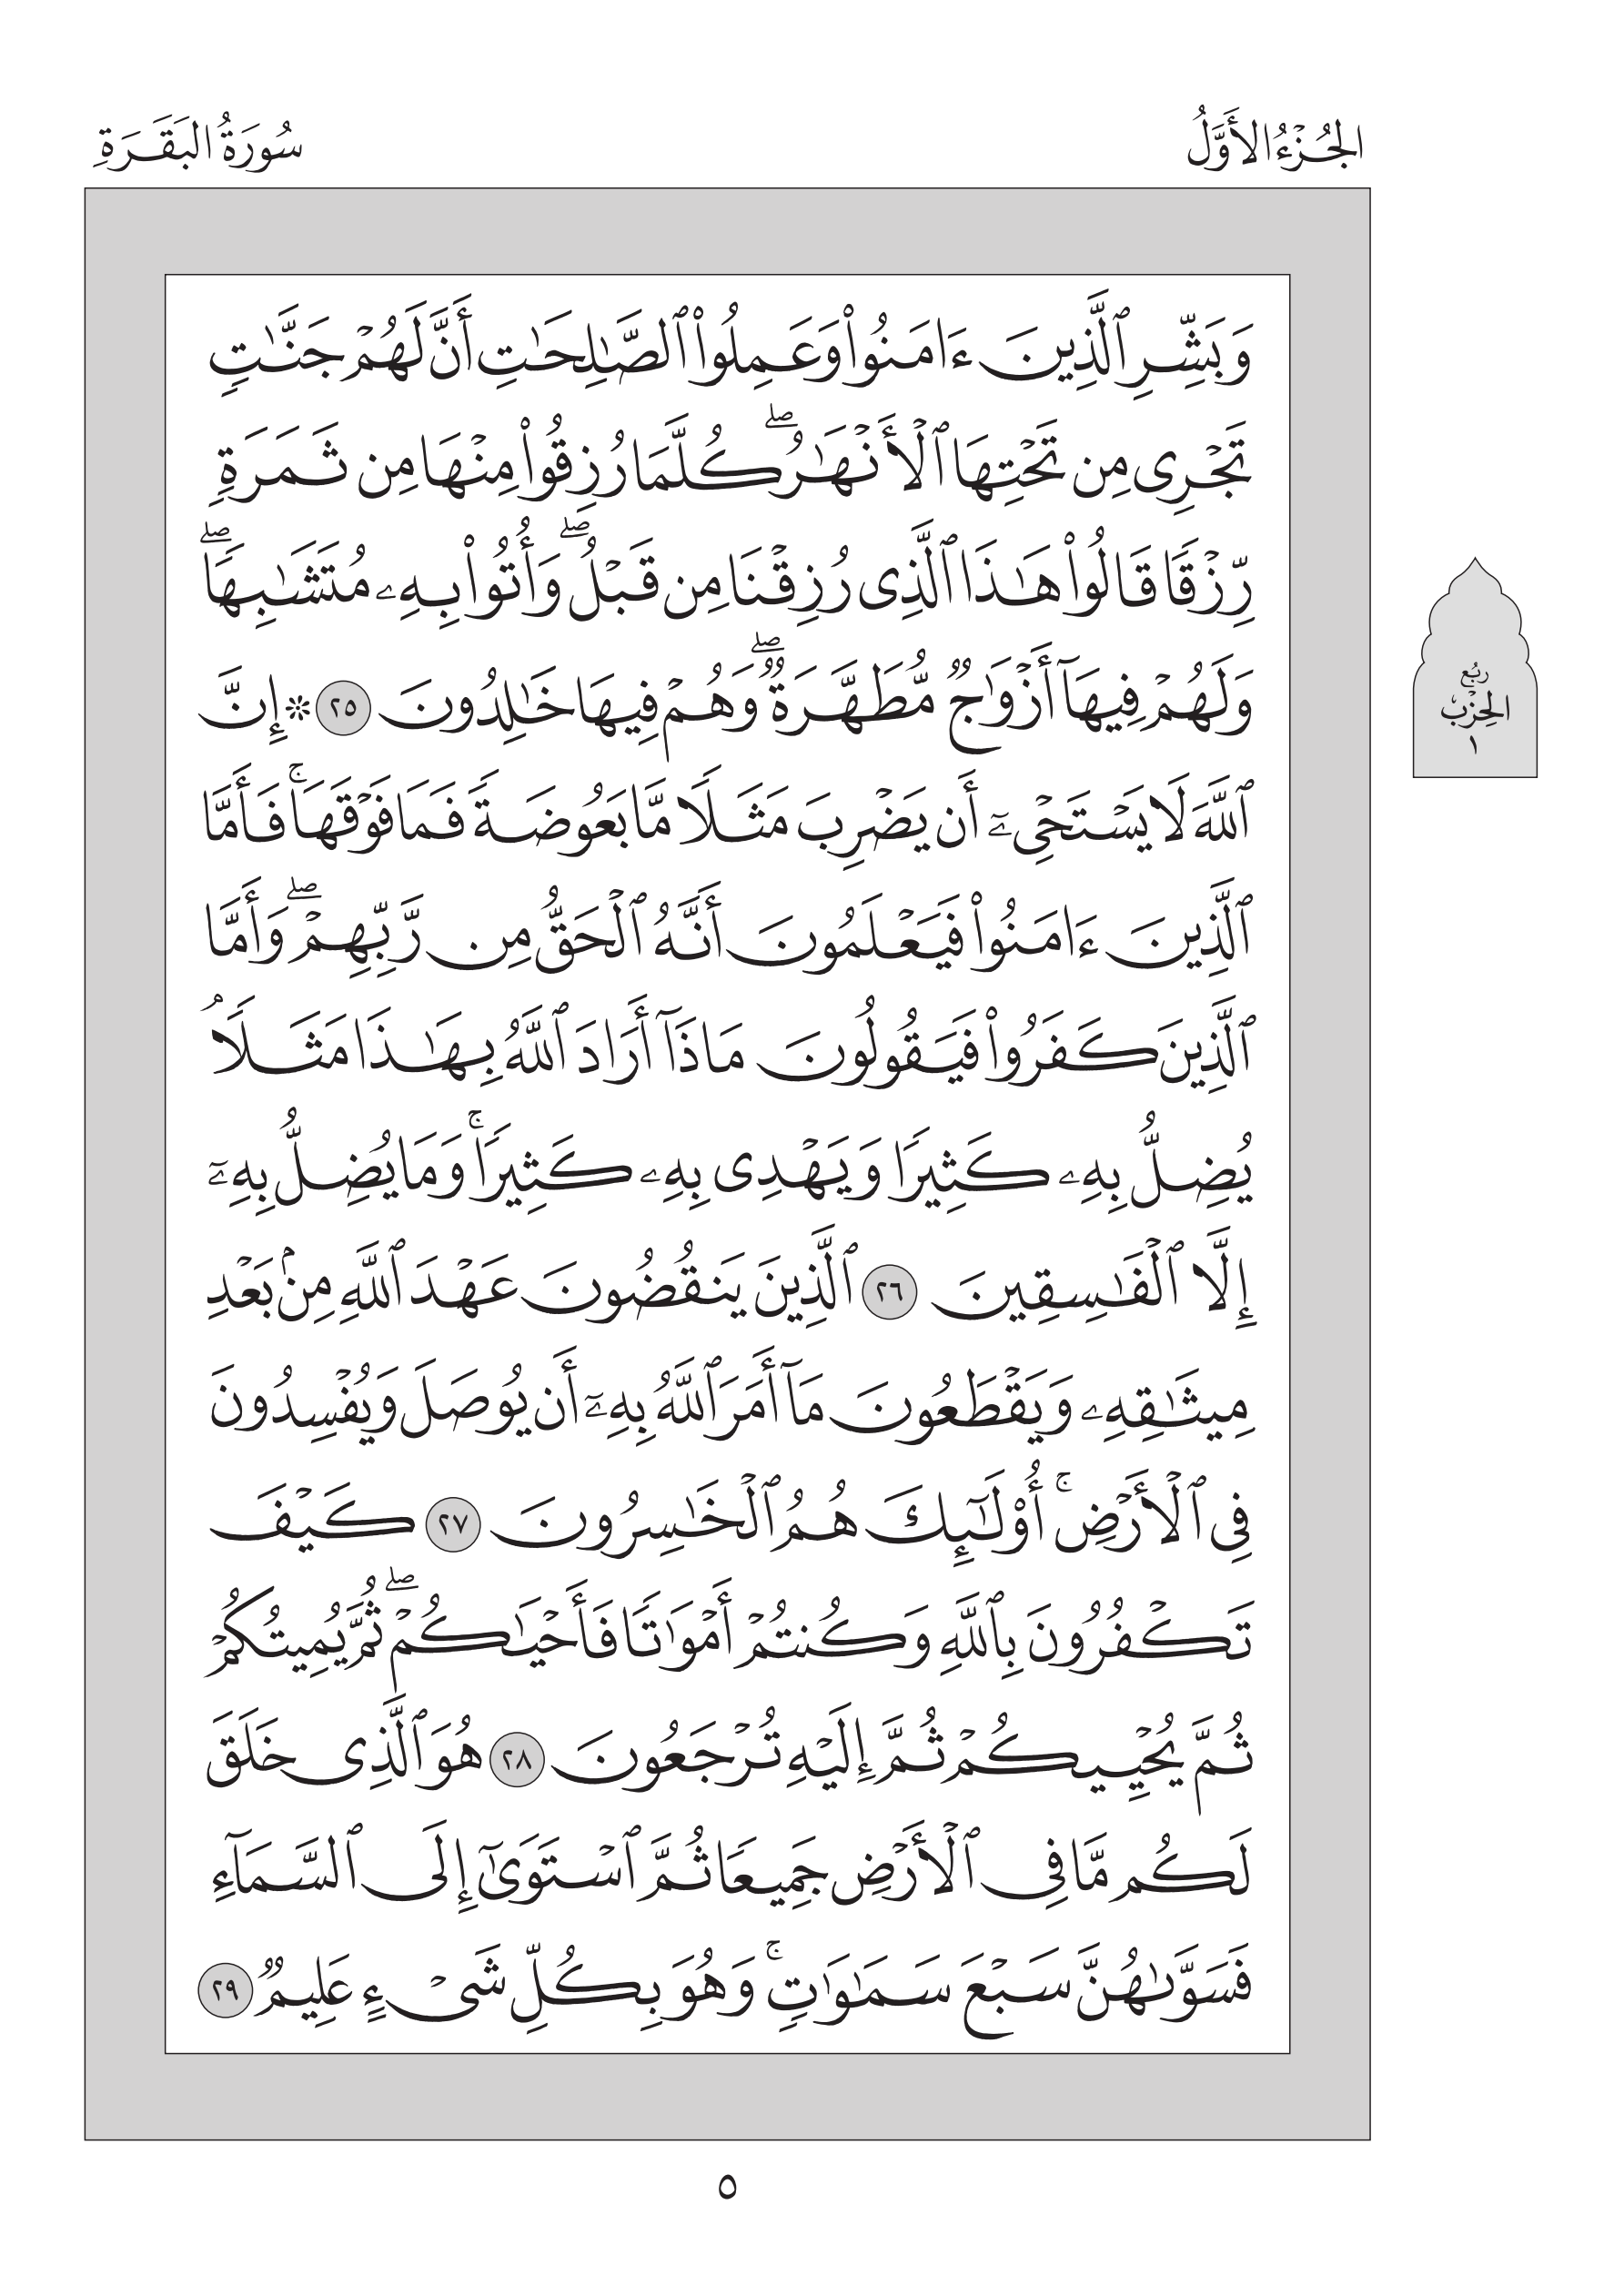 الجُزْءُ الأَوَّلُ
سُورَةُ البَقَرَةِ
وَبَشِّرِ ٱلَّذِينَ ءَامَنُواْ وَعَمِلُواْ ٱلصَّٰلِحَٰتِ أَنَّ لَهُمۡ جَنَّٰتٖ
تَجۡرِي مِن تَحۡتِهَا ٱلۡأَنۡهَٰرُۖ كُلَّمَا رُزِقُواْ مِنۡهَا مِن ثَمَرَةٖ
رِّزۡقٗا قَالُواْ هَٰذَا ٱلَّذِي رُزِقۡنَا مِن قَبۡلُۖ وَأُتُواْ بِهِۦ مُتَشَٰبِهٗاۖ
وَلَهُمۡ فِيهَآ أَزۡوَٰجٞ مُّطَهَّرَةٞۖ وَهُمۡ فِيهَا خَٰلِدُونَ ٢٥ ۞ إِنَّ
ٱللَّهَ لَا يَسۡتَحۡيِۦٓ أَن يَضۡرِبَ مَثَلٗا مَّا بَعُوضَةٗ فَمَا فَوۡقَهَاۚ فَأَمَّا
ٱلَّذِينَ ءَامَنُواْ فَيَعۡلَمُونَ أَنَّهُ ٱلۡحَقُّ مِن رَّبِّهِمۡۖ وَأَمَّا
ٱلَّذِينَ كَفَرُواْ فَيَقُولُونَ مَاذَآ أَرَادَ ٱللَّهُ بِهَٰذَا مَثَلٗاۘ
يُضِلُّ بِهِۦ كَثِيرٗا وَيَهۡدِي بِهِۦ كَثِيرٗاۚ وَمَا يُضِلُّ بِهِۦٓ
إِلَّا ٱلۡفَٰسِقِينَ ٢٦ ٱلَّذِينَ يَنقُضُونَ عَهۡدَ ٱللَّهِ مِنۢ بَعۡدِ
مِيثَٰقِهِۦ وَيَقۡطَعُونَ مَآ أَمَرَ ٱللَّهُ بِهِۦٓ أَن يُوصَلَ وَيُفۡسِدُونَ
فِي ٱلۡأَرۡضِۚ أُوْلَٰٓئِكَ هُمُ ٱلۡخَٰسِرُونَ ٢٧ كَيۡفَ
تَكۡفُرُونَ بِٱللَّهِ وَكُنتُمۡ أَمۡوَٰتٗا فَأَحۡيَٰكُمۡۖ ثُمَّ يُمِيتُكُمۡ
ثُمَّ يُحۡيِيكُمۡ ثُمَّ إِلَيۡهِ تُرۡجَعُونَ ٢٨ هُوَ ٱلَّذِي خَلَقَ
لَكُم مَّا فِي ٱلۡأَرۡضِ جَمِيعٗا ثُمَّ ٱسۡتَوَىٰٓ إِلَى ٱلسَّمَآءِ
فَسَوَّىٰهُنَّ سَبۡعَ سَمَٰوَٰتٖۚ وَهُوَ بِكُلِّ شَيۡءٍ عَلِيمٞ ٢٩
رُبع
الحِزْب
١
٥